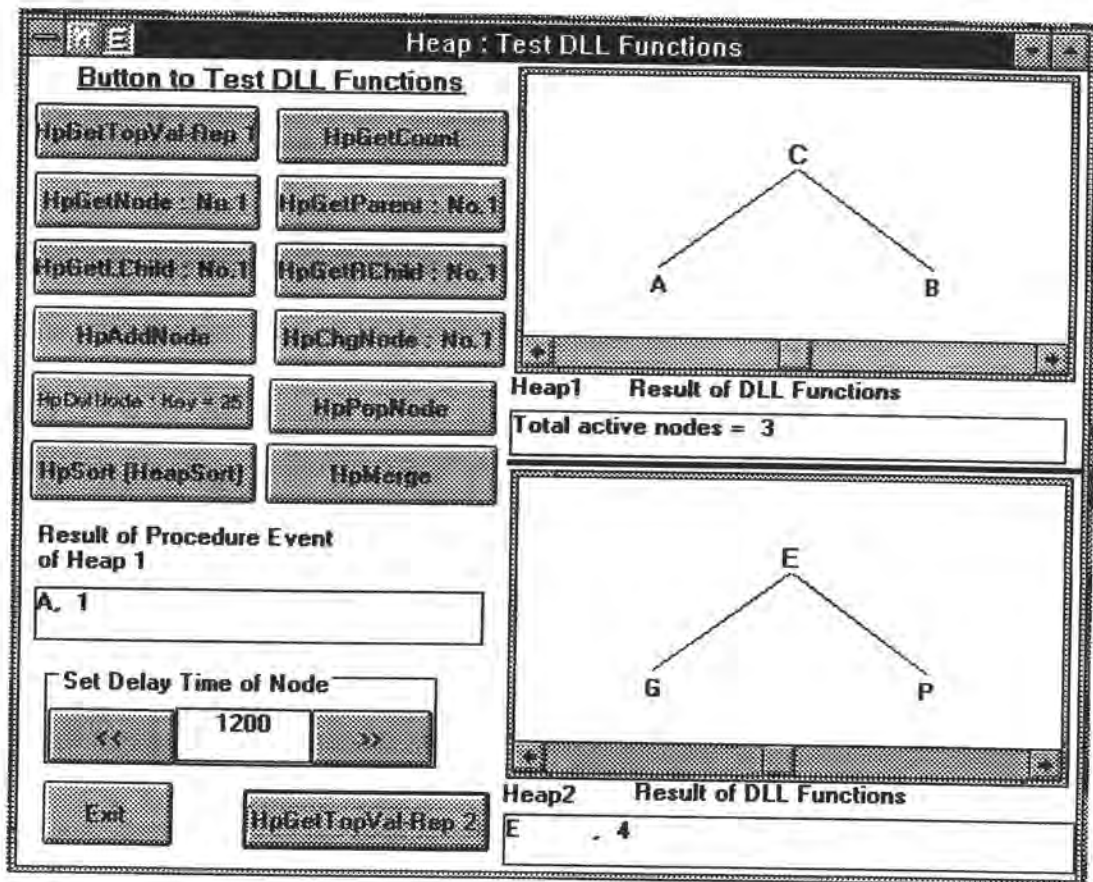 Heap : Test DLL Functions
Button to Test DLL Functions
HpGetTopVal-Rep 1
HpGetCount
HpGetNode : No.1
HpGetParent : No.1
HpGetLChild : No.1
HpGetRChild : No.1
HpAddNode
HpChgNode : No.1
HpDelNode : Key = 25
HpPopNode
HpSort [HeapSort]
HpMerge
Result of Procedure Event
of Heap 1
A, 1
Set Delay Time of Node
<<
1200
>>
Exit
HpGetTopVal-Rep 2
C
A
B
Heap1 Result of DLL Functions
Total active nodes = 3
E
G
P
Heap2 Result of DLL Functions
E , 4